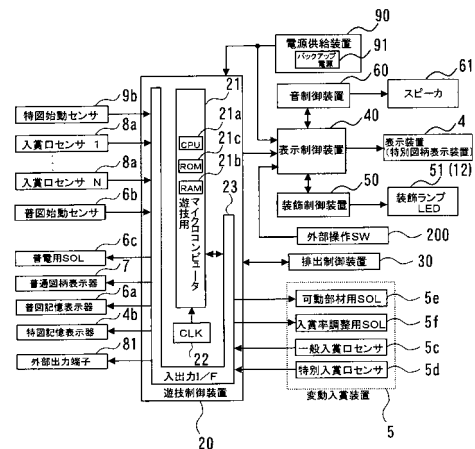 90
電源供給装置
91
バックアップ
電源
60
61
音制御装置
スピーカ
21
9b
特図始動センサ
21a
40
4
8a
入賞口センサ 1
CPU
21c
表示制御装置
表示装置
(特別図柄表示装置)
8a
ROM
21b
入賞口センサ N
RAM
50
51 (12)
6b
23
装飾制御装置
装飾ランプ
LED
普図始動センサ
遊技用
マイクロコンピュータ
6c
外部操作SW
200
普電用SOL
7
排出制御装置
30
普通図柄表示器
6a
普図記憶表示器
可動部材用SOL
5e
4b
特図記憶表示器
入賞率調整用SOL
5f
81
CLK
22
一般入賞口センサ
5c
外部出力端子
入出力I/F
特別入賞口センサ
5d
遊技制御装置
変動入賞装置
20
5